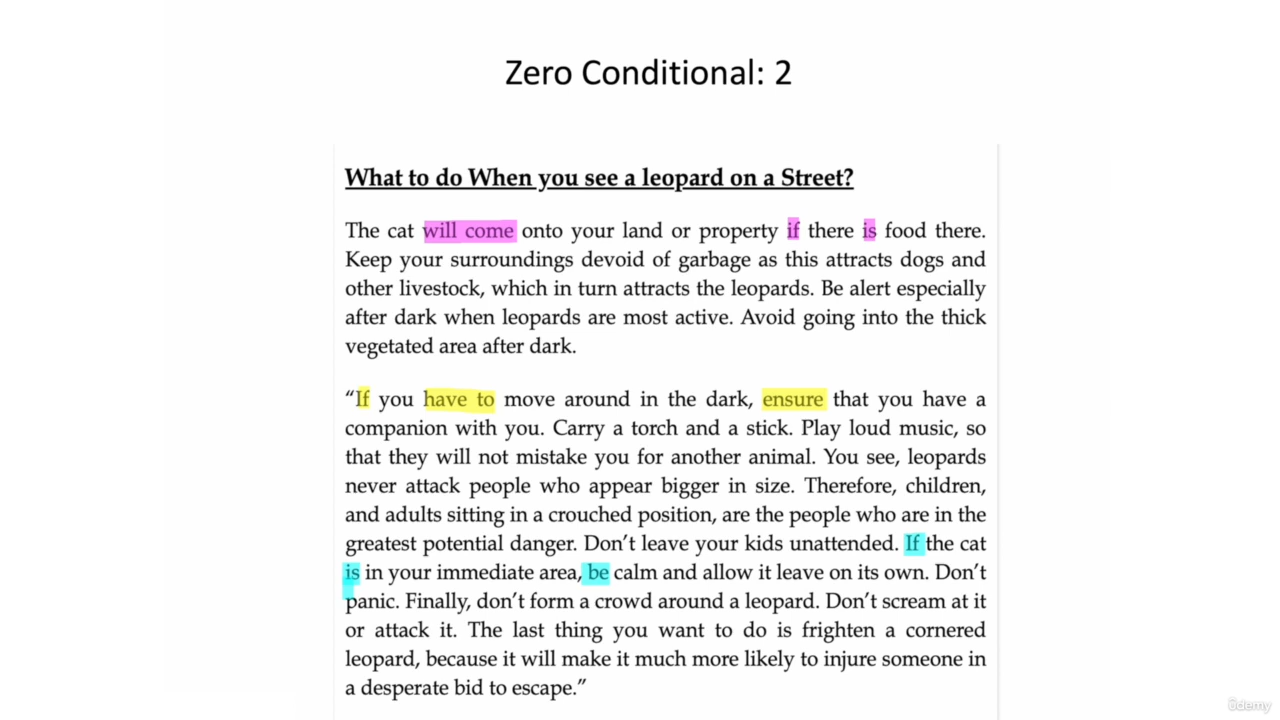 Zero Conditional: 2
What to do When you see a leopard on a Street?
The cat will come onto your land or property if there is food there.
Keep your surroundings devoid of garbage as this attracts dogs and
other livestock, which in turn attracts the leopards. Be alert especially
after dark when leopards are most active. Avoid going into the thick
vegetated area after dark.
“If you have to move around in the dark, ensure that you have a
companion with you. Carry a torch and a stick. Play loud music, so
that they will not mistake you for another animal. You see, leopards
never attack people who appear bigger in size. Therefore, children,
and adults sitting in a crouched position, are the people who are in the
greatest potential danger. Don’t leave your kids unattended. If the cat
is in your immediate area, be calm and allow it leave on its own. Don’t
panic. Finally, don’t form a crowd around a leopard. Don’t scream at it
or attack it. The last thing you want to do is frighten a cornered
leopard, because it will make it much more likely to injure someone in
a desperate bid to escape.”
ûdemy